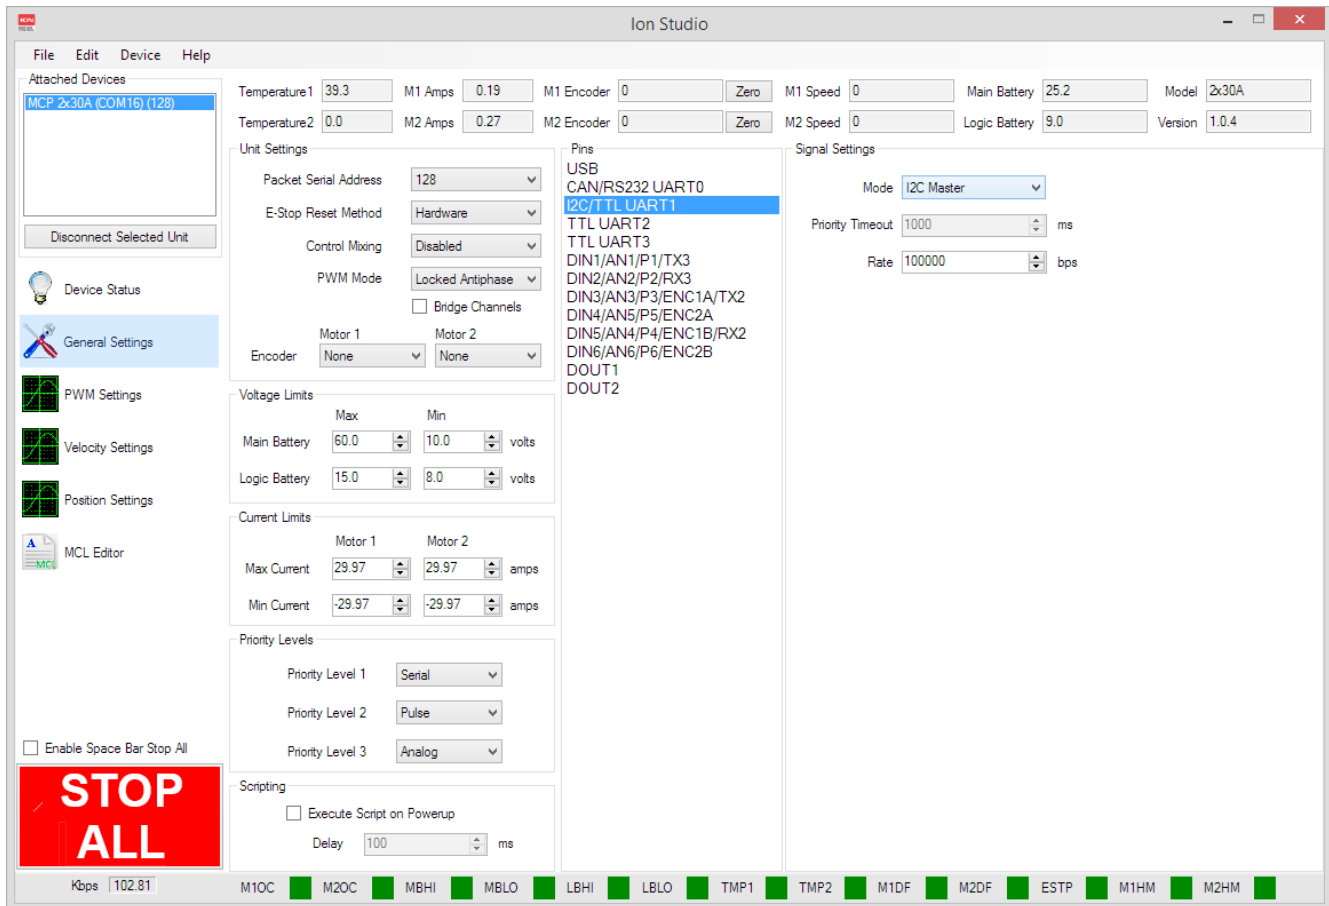 ION
Ion Studio
File Edit Device Help
Attached Devices
MCP 2x30A (COM16) (128)
Disconnect Selected Unit
Temperature1 39.3 M1 Amps 0.19 M1 Encoder 0 Zero M1 Speed 0 Main Battery 25.2 Model 2x30A
Temperature2 0.0 M2 Amps 0.27 M2 Encoder 0 Zero M2 Speed 0 Logic Battery 9.0 Version 1.0.4
Device Status
General Settings
PWM Settings
Velocity Settings
Position Settings
A
MCL
MCL Editor
Enable Space Bar Stop All
STOP
ALL
Unit Settings
Packet Serial Address 128
E-Stop Reset Method Hardware
Control Mixing Disabled
PWM Mode Locked Antiphase
Bridge Channels
Motor 1 Motor 2
Encoder None None
Voltage Limits
Max Min
Main Battery 60.0 10.0 volts
Logic Battery 15.0 8.0 volts
Current Limits
Motor 1 Motor 2
Max Current 29.97 29.97 amps
Min Current -29.97 -29.97 amps
Priority Levels
Priority Level 1 Serial
Priority Level 2 Pulse
Priority Level 3 Analog
Scripting
Execute Script on Powerup
Delay 100 ms
Pins
USB
CAN/RS232 UART0
I2C/TTL UART1
TTL UART2
TTL UART3
DIN1/AN1/P1/TX3
DIN2/AN2/P2/RX3
DIN3/AN3/P3/ENC1A/TX2
DIN4/AN5/P5/ENC2A
DIN5/AN4/P4/ENC1B/RX2
DIN6/AN6/P6/ENC2B
DOUT1
DOUT2
Signal Settings
Mode I2C Master
Priority Timeout 1000 ms
Rate 100000 bps
Kbps 102.81 M1OC M2OC MBHI MBLO LBHI LBLO TMP1 TMP2 M1DF M2DF ESTP M1HM M2HM